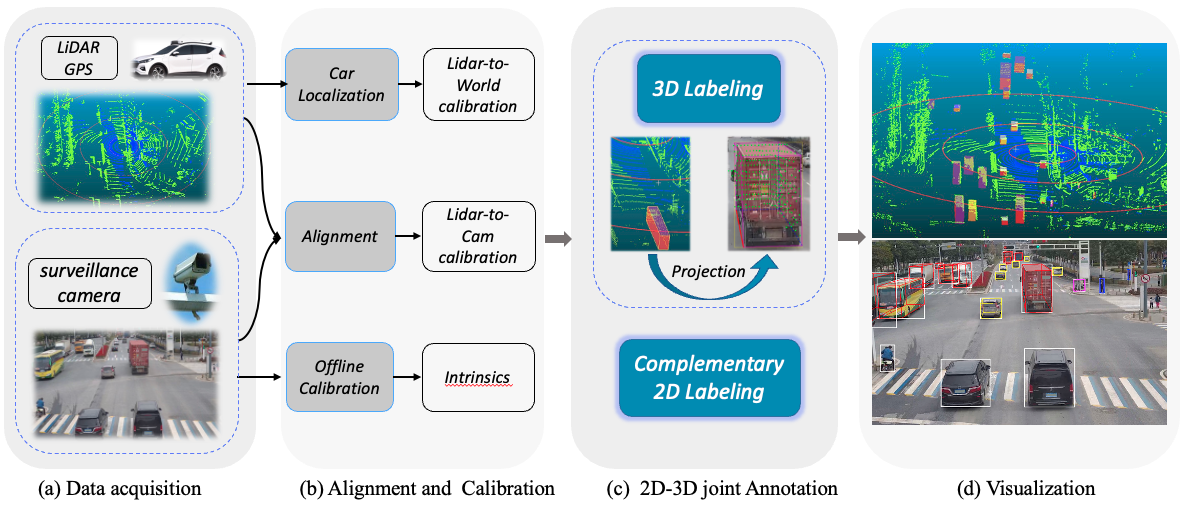 LiDAR
GPS
surveillance
camera
(a) Data acquisition
Car
Localization
Lidar-to-
World
calibration
Alignment
Lidar-to-
Cam
calibration
Offline
Calibration
Intrinsics
(b) Alignment and Calibration
3D Labeling
Projection
Complementary
2D Labeling
(c) 2D-3D joint Annotation
(d) Visualization